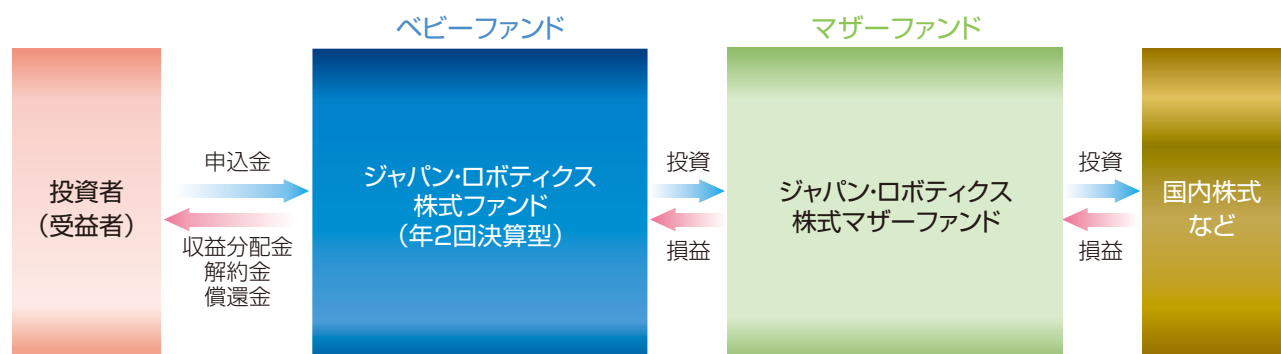 ベビーファンド
マザーファンド
投資者
（受益者）
申込金
収益分配金
解約金
償還金
ジャパン・ロボティクス
株式ファンド
（年2回決算型）
投資
損益
ジャパン・ロボティクス
株式マザーファンド
投資
損益
国内株式
など